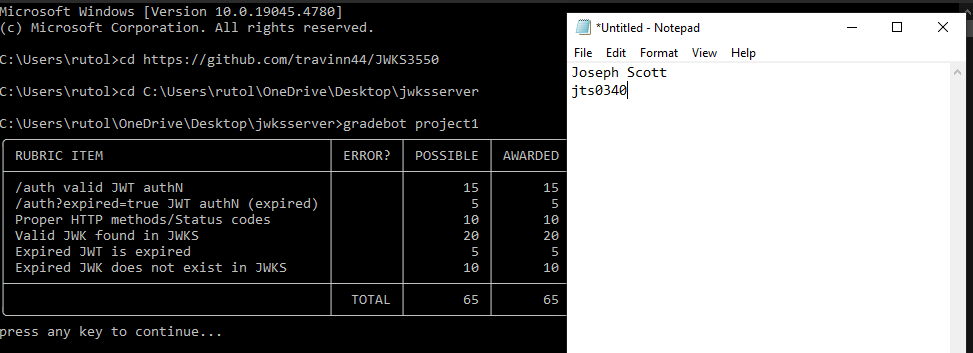 Microsoft Windows [Version 10.0.19045.4780]
(c) Microsoft Corporation. All rights reserved.
C:\Users\rutol>cd https://github.com/travinn44/JWKS3550
C:\Users\rutol>cd C:\Users\rutol\OneDrive\Desktop\jwksserver
C:\Users\rutol\OneDrive\Desktop\jwksserver>gradebot project1
RUBRIC ITEM ERROR? POSSIBLE AWARDED
/auth valid JWT authN 15 15
/auth?expired=true JWT authN (expired) 5 5
Proper HTTP methods/Status codes 10 10
Valid JWK found in JWKS 20 20
Expired JWT is expired 5 5
Expired JWK does not exist in JWKS 10 10
TOTAL 65 65
press any key to continue...
*Untitled - Notepad
File Edit Format View Help
Joseph Scott
jts0340